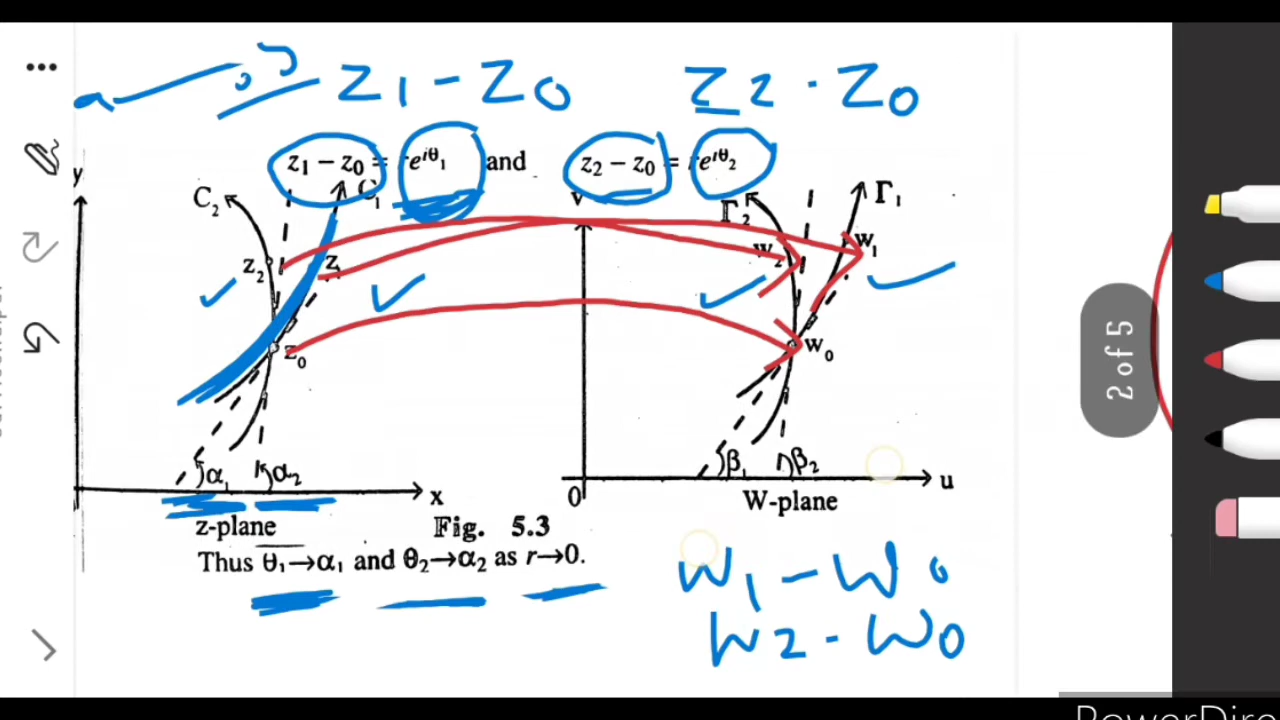 Z1 - Z0 Z2 - Z0
z₁ − z₀ = re^{iθ₁} and z₂ − z₀ = re^{iθ₂}
y C₂ C₁ v Γ₂ Γ₁
z₂ z₁ w₂ w₁
z₀ w₀
α₁ α₂ β₁ β₂
x 0 u
z-plane W-plane
Fig. 5.3
Thus θ₁→α₁ and θ₂→α₂ as r→0.
W1 - W0
W2 - W0
2 of 5
PowerDire